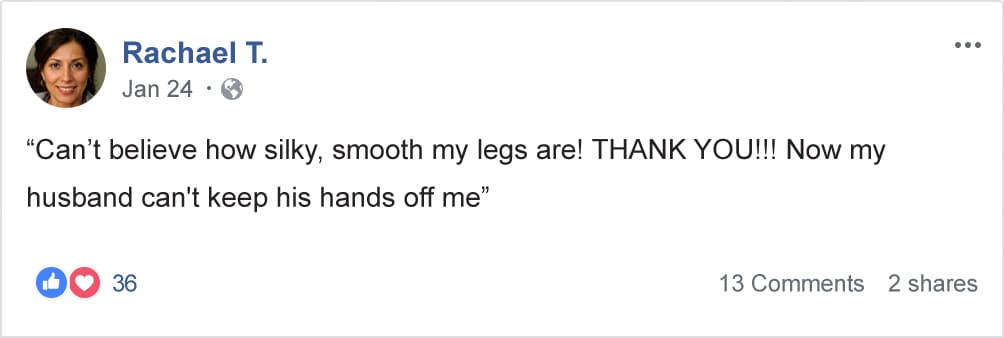 Rachael T.
Jan 24 ·
“Can’t believe how silky, smooth my legs are! THANK YOU!!! Now my
husband can't keep his hands off me”
36
13 Comments 2 shares